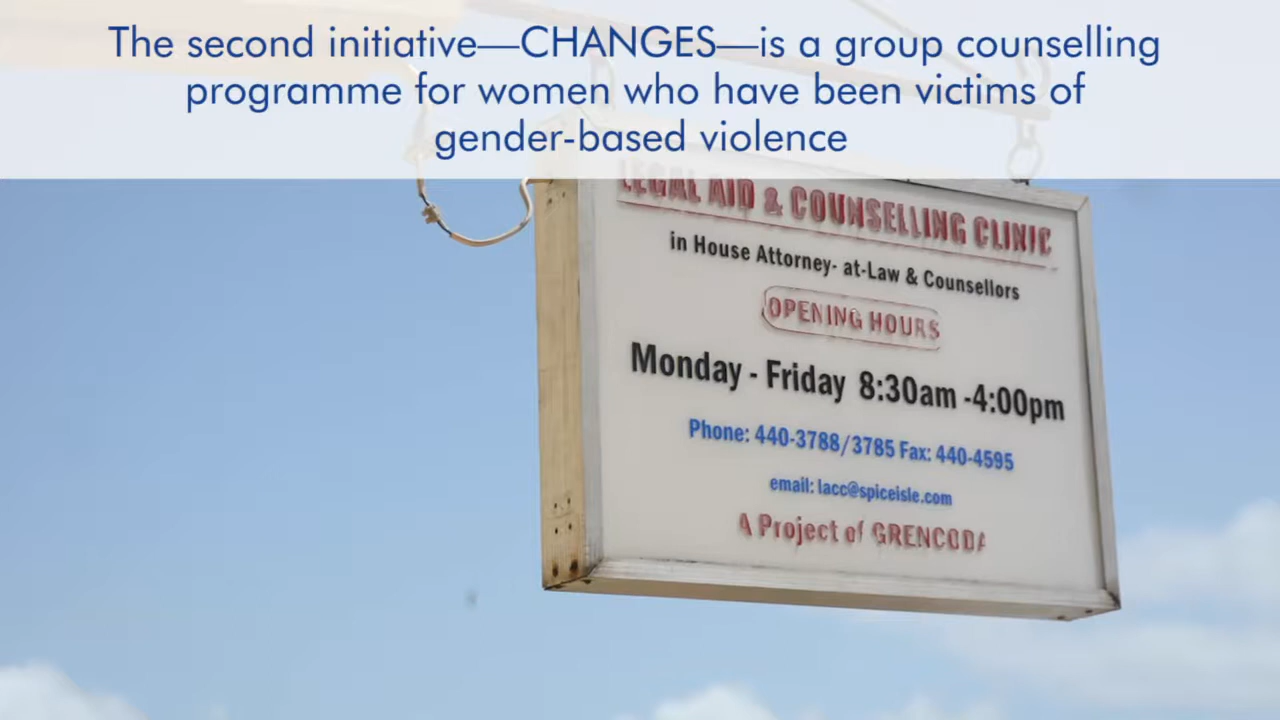 The second initiative—CHANGES—is a group counselling
programme for women who have been victims of
gender-based violence
LEGAL AID & COUNSELLING CLINIC
in House Attorney- at-Law & Counsellors
OPENING HOURS
Monday - Friday 8:30am -4:00pm
Phone: 440-3788/3785 Fax: 440-4595
email: lacc@spiceisle.com
A Project of GRENCODA